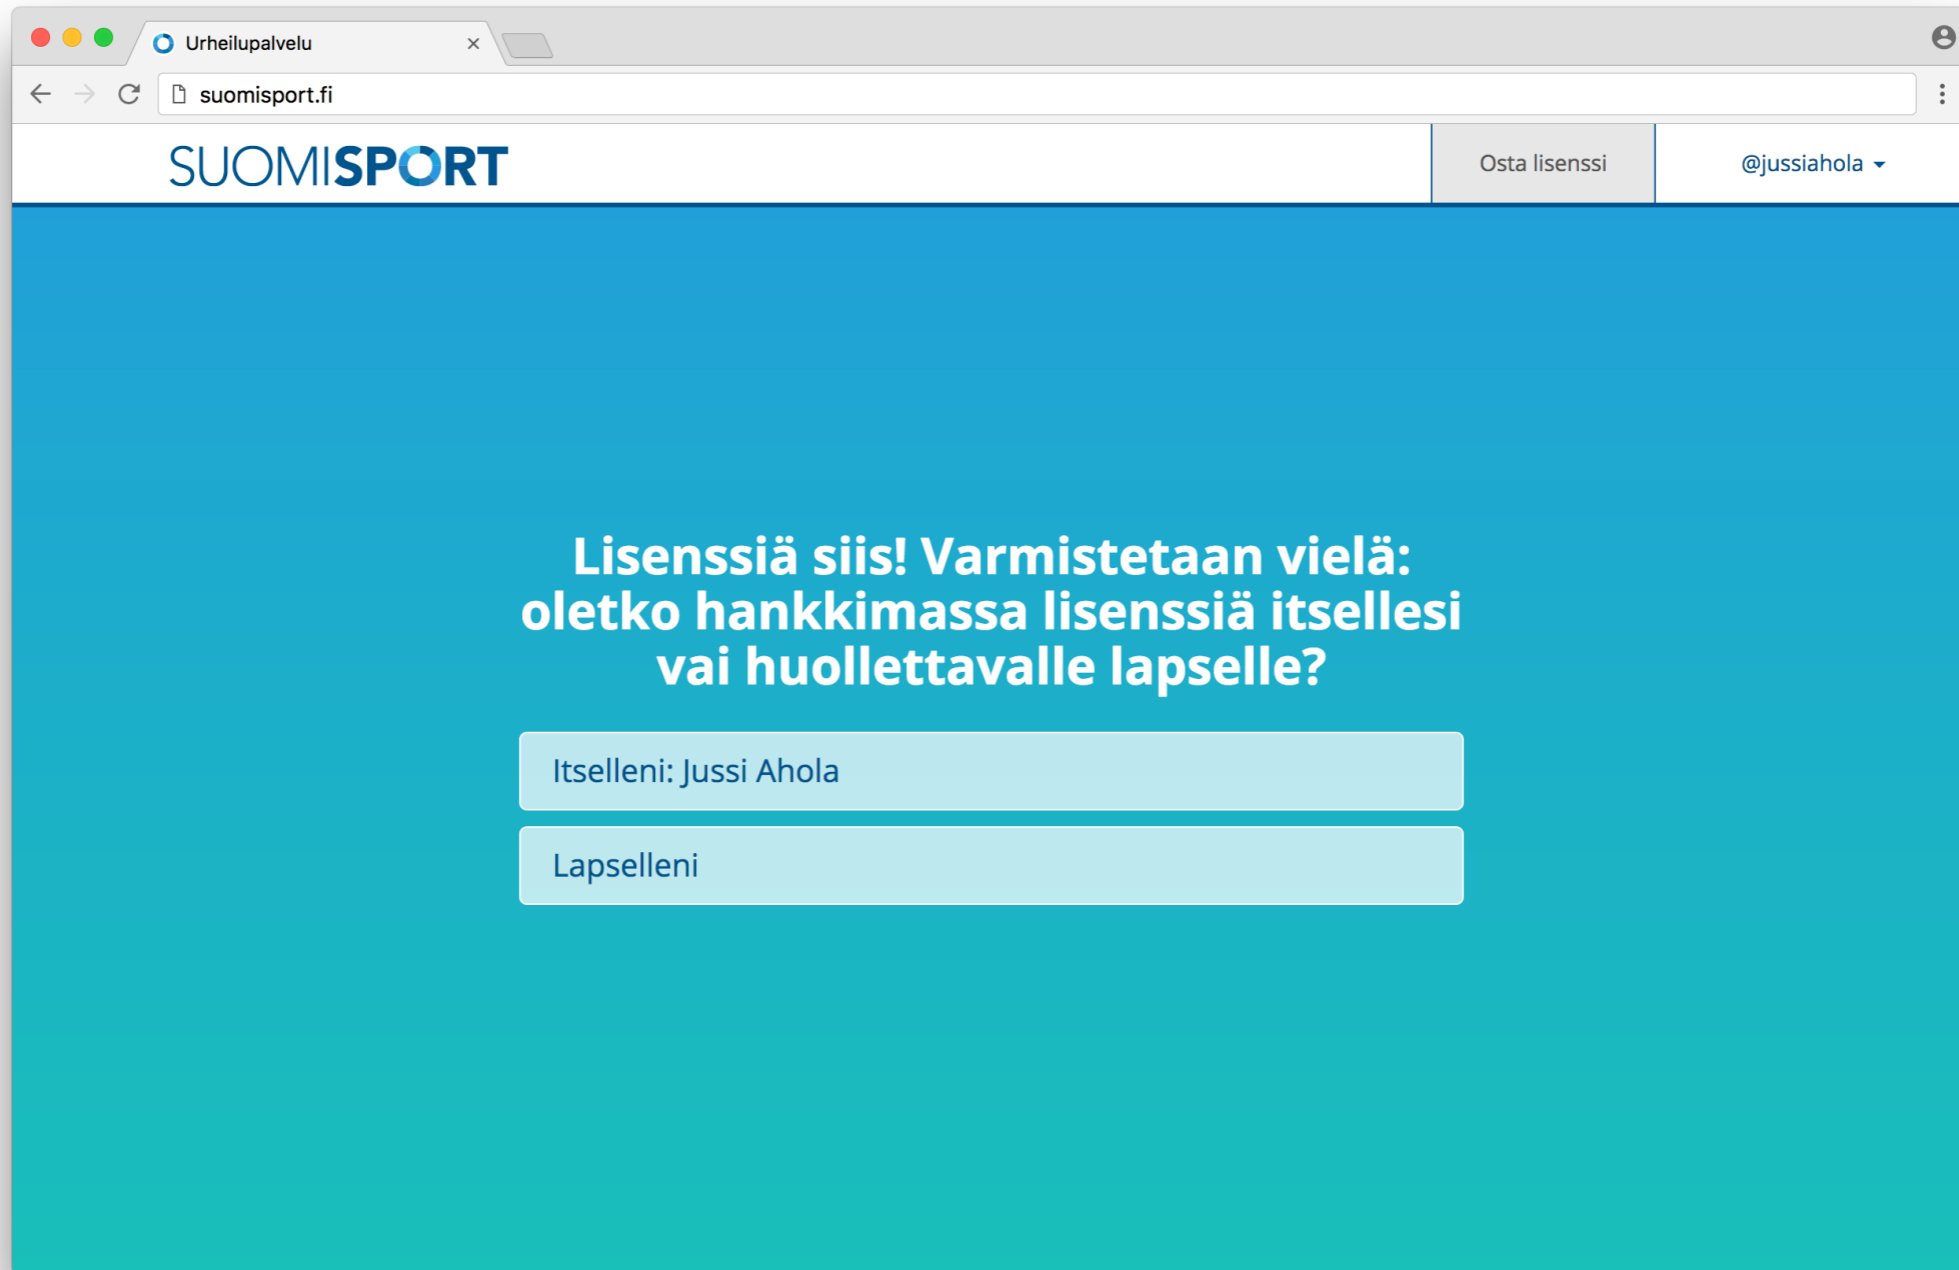 Urheilupalvelu
suomisport.fi
SUOMISPORT
Osta lisenssi
@jussiahola
Lisenssiä siis! Varmistetaan vielä:
oletko hankkimassa lisenssiä itsellesi
vai huollettavalle lapselle?
Itselleni: Jussi Ahola
Lapselleni